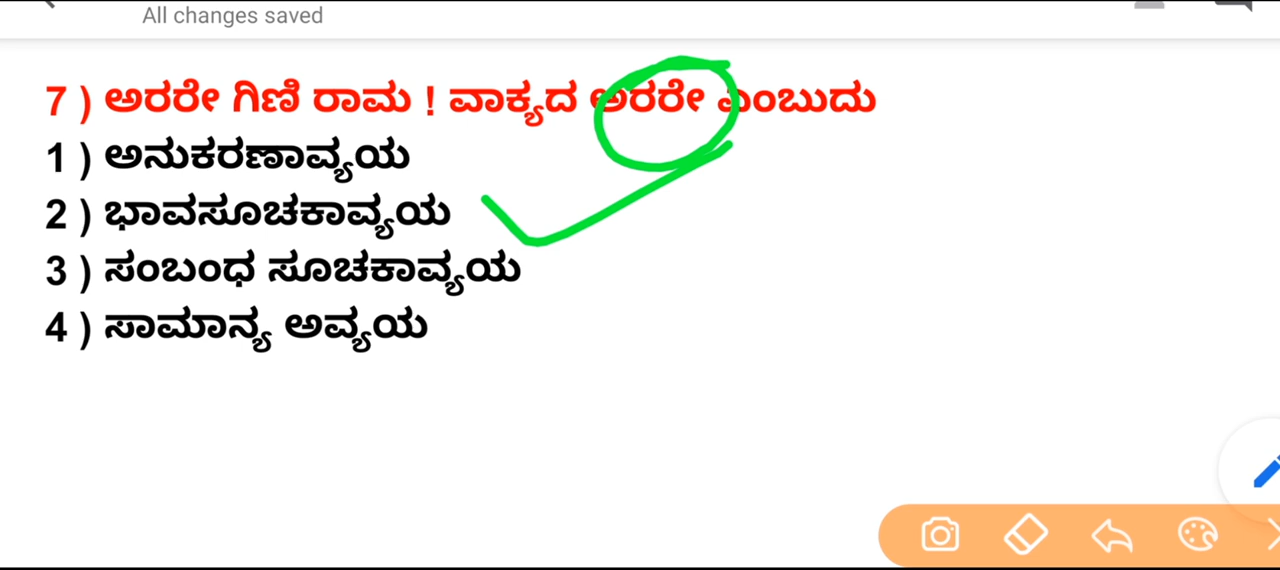 All changes saved
7 ) ಅರರೇ ಗಿಣಿ ರಾಮ ! ವಾಕ್ಯದ ಅರರೇ ಎಂಬುದು
1 ) ಅನುಕರಣಾವ್ಯಯ
2 ) ಭಾವಸೂಚಕಾವ್ಯಯ
3 ) ಸಂಬಂಧ ಸೂಚಕಾವ್ಯಯ
4 ) ಸಾಮಾನ್ಯ ಅವ್ಯಯ